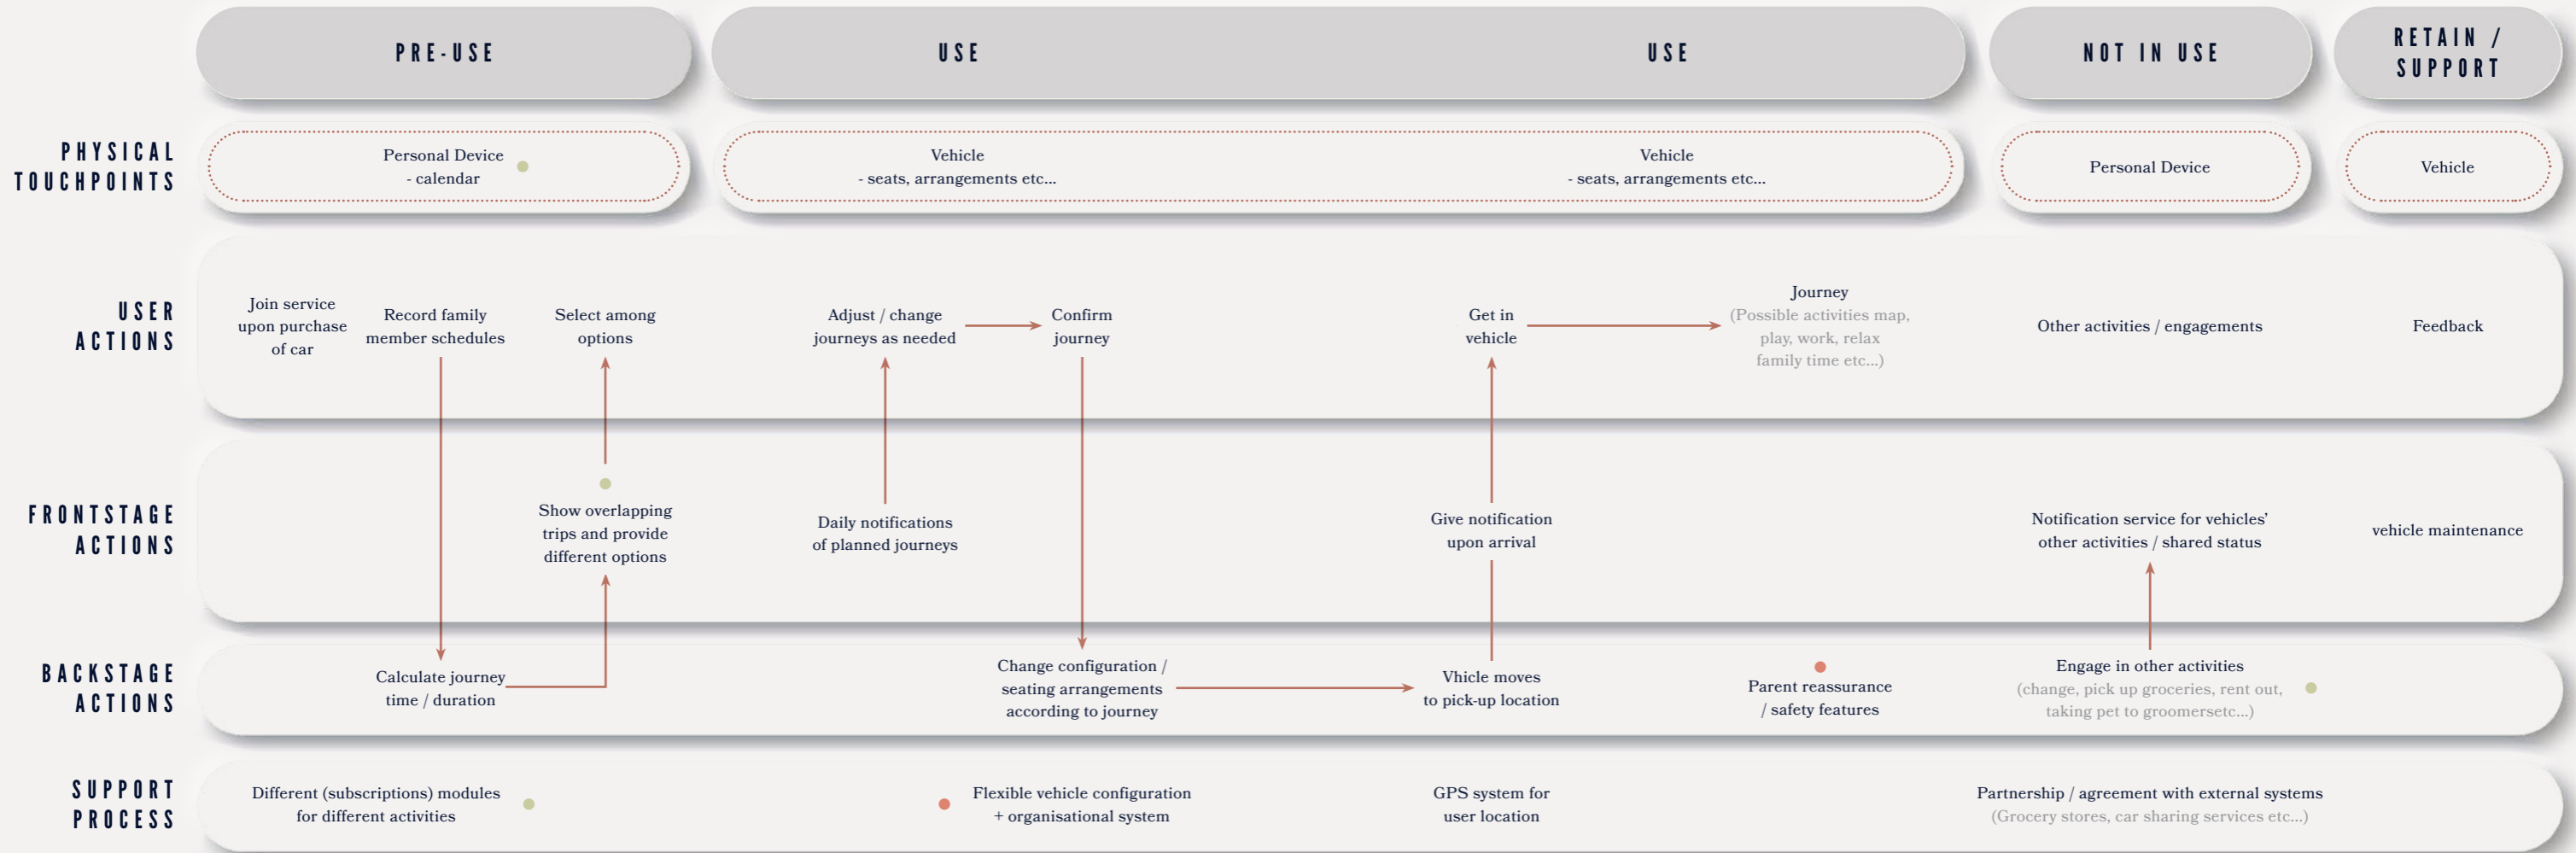 PRE-USE
USE
USE
NOT IN USE
RETAIN /
SUPPORT
PHYSICAL
TOUCHPOINTS
Personal Device
- calendar
Vehicle
- seats, arrangements etc...
Vehicle
- seats, arrangements etc...
Personal Device
Vehicle
USER
ACTIONS
Join service
upon purchase
of car
Record family
member schedules
Select among
options
Adjust / change
journeys as needed
Confirm
journey
Get in
vehicle
Journey
(Possible activities map,
play, work, relax
family time etc...)
Other activities / engagements
Feedback
FRONTSTAGE
ACTIONS
Show overlapping
trips and provide
different options
Daily notifications
of planned journeys
Give notification
upon arrival
Notification service for vehicles'
other activities / shared status
vehicle maintenance
BACKSTAGE
ACTIONS
Calculate journey
time / duration
Change configuration /
seating arrangements
according to journey
Vhicle moves
to pick-up location
Parent reassurance
/ safety features
Engage in other activities
(change, pick up groceries, rent out,
taking pet to groomersetc...)
SUPPORT
PROCESS
Different (subscriptions) modules
for different activities
Flexible vehicle configuration
+ organisational system
GPS system for
user location
Partnership / agreement with external systems
(Grocery stores, car sharing services etc...)